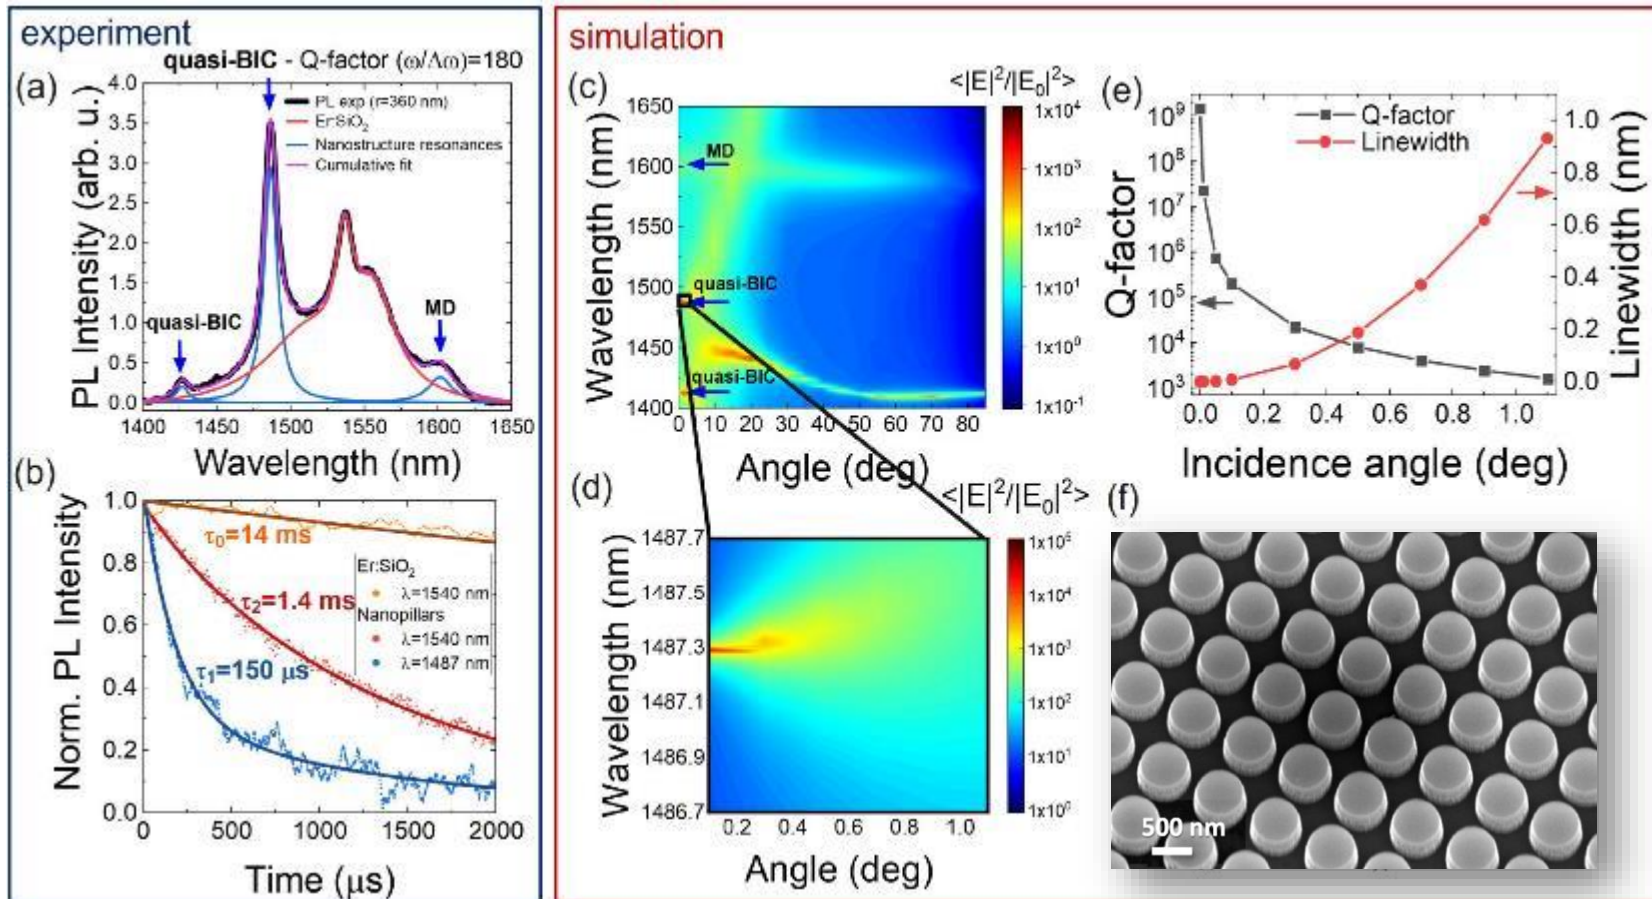 experiment
quasi-BIC - Q-factor (ω/Δω)=180
(a)
4.0
3.5
3.0
2.5
2.0
1.5
1.0
0.5
0.0
PL Intensity (arb. u.)
PL exp (r=360 nm)
Er:SiO₂
Nanostructure resonances
Cumulative fit
quasi-BIC
MD
1400 1450 1500 1550 1600 1650
Wavelength (nm)
(b)
1.0
0.8
0.6
0.4
0.2
0.0
Norm. PL Intensity
τ₀=14 ms
τ₂=1.4 ms
τ₁=150 μs
Er:SiO₂
λ=1540 nm
Nanopillars
λ=1540 nm
λ=1487 nm
0 500 1000 1500 2000
Time (μs)
simulation
(c)
<|E|²/|E₀|²>
1650
1600
1550
1500
1450
1400
Wavelength (nm)
MD
quasi-BIC
quasi-BIC
0 10 20 30 40 50 60 70 80
Angle (deg)
1x10⁴
1x10³
1x10²
1x10¹
1x10⁰
1x10⁻¹
(d)
<|E|²/|E₀|²>
1487.7
1487.5
1487.3
1487.1
1486.9
1486.7
Wavelength (nm)
0.2 0.4 0.6 0.8 1.0
Angle (deg)
1x10⁴
1x10³
1x10²
1x10¹
1x10⁰
(e)
10⁹
10⁸
10⁷
10⁶
10⁵
10⁴
10³
Q-factor
Q-factor
Linewidth
1.0
0.8
0.6
0.4
0.2
0.0
Linewidth (nm)
0.0 0.2 0.4 0.6 0.8 1.0
Incidence angle (deg)
(f)
500 nm